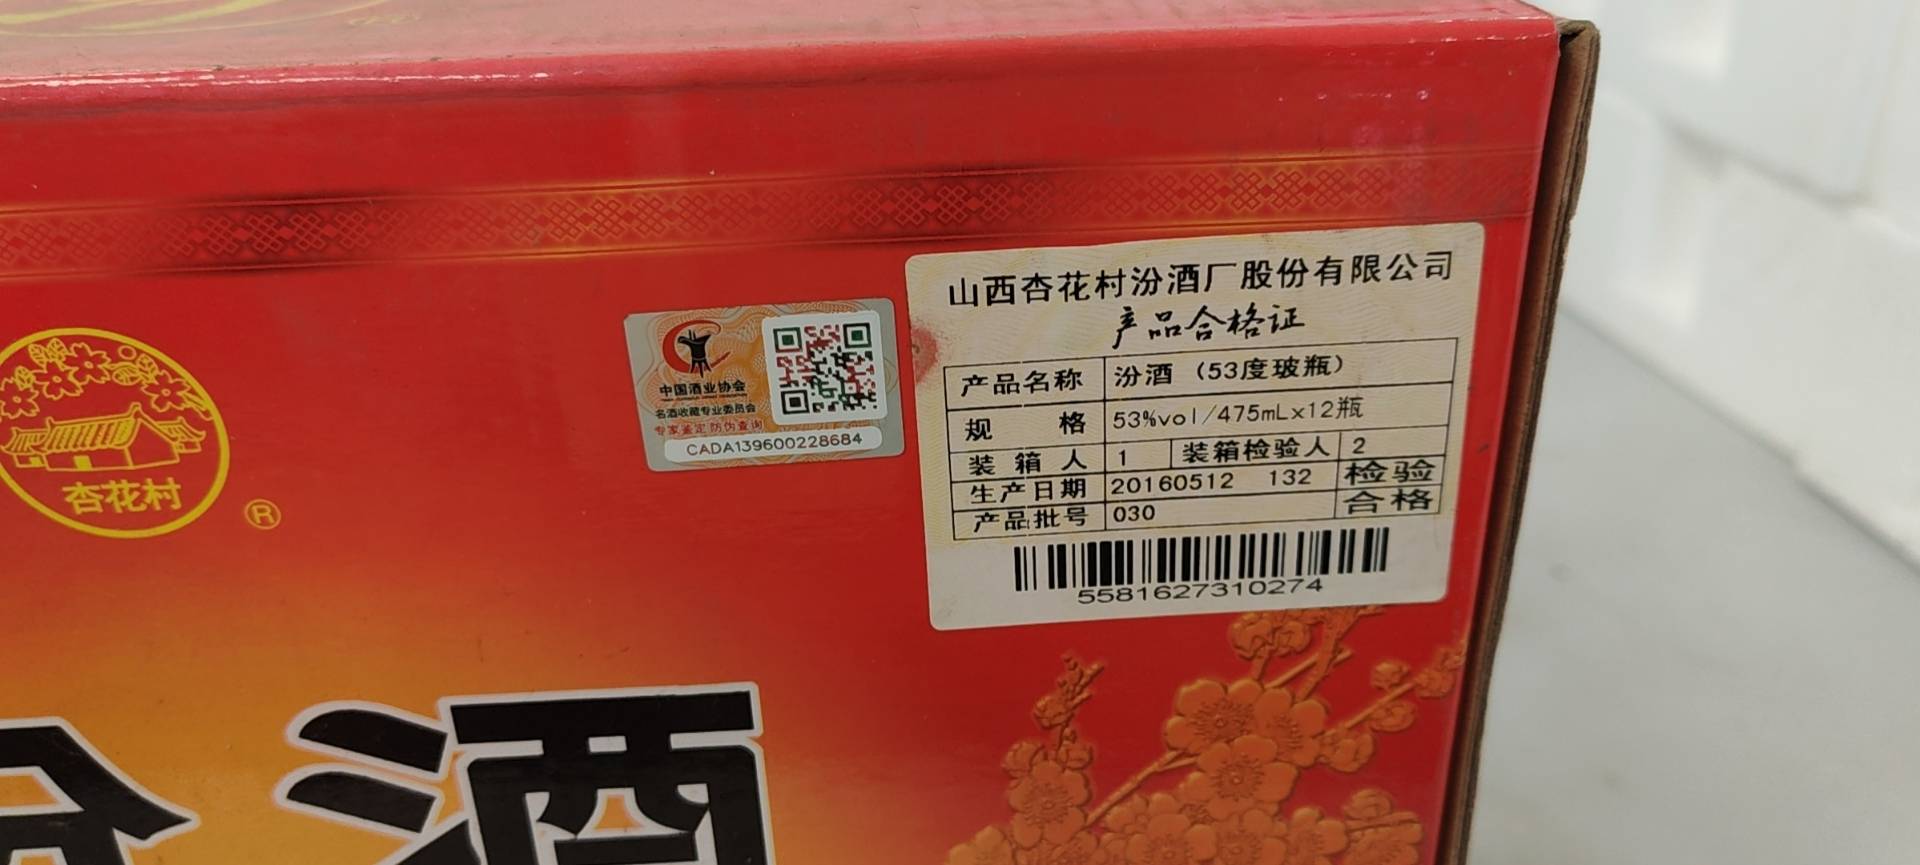 山西杏花村汾酒厂股份有限公司
产品合格证
产品名称 汾酒（53度玻瓶）
规 格 53%vol/475mL×12瓶
装箱人 1 装箱检验人 2
生产日期 20160512 132 检验
产品批号 030 合格
5581627310274
中国酒业协会
名酒收藏专业委员会
专家鉴定 防伪查询
CADA139600228684
杏花村
®
汾酒